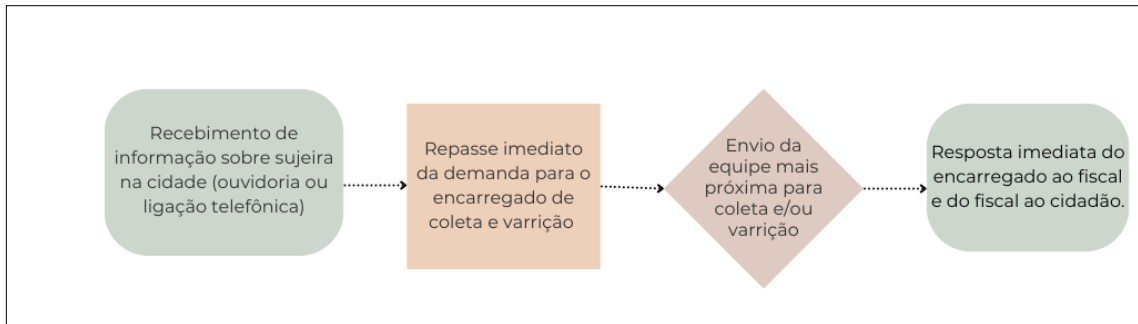 Recebimento de
informação sobre sujeira
na cidade (ouvidoria ou
ligação telefônica)
Repasse imediato
da demanda para o
encarregado de
coleta e varrição
Envio da
equipe mais
próxima para
coleta e/ou
varrição
Resposta imediata do
encarregado ao fiscal
e do fiscal ao cidadão.